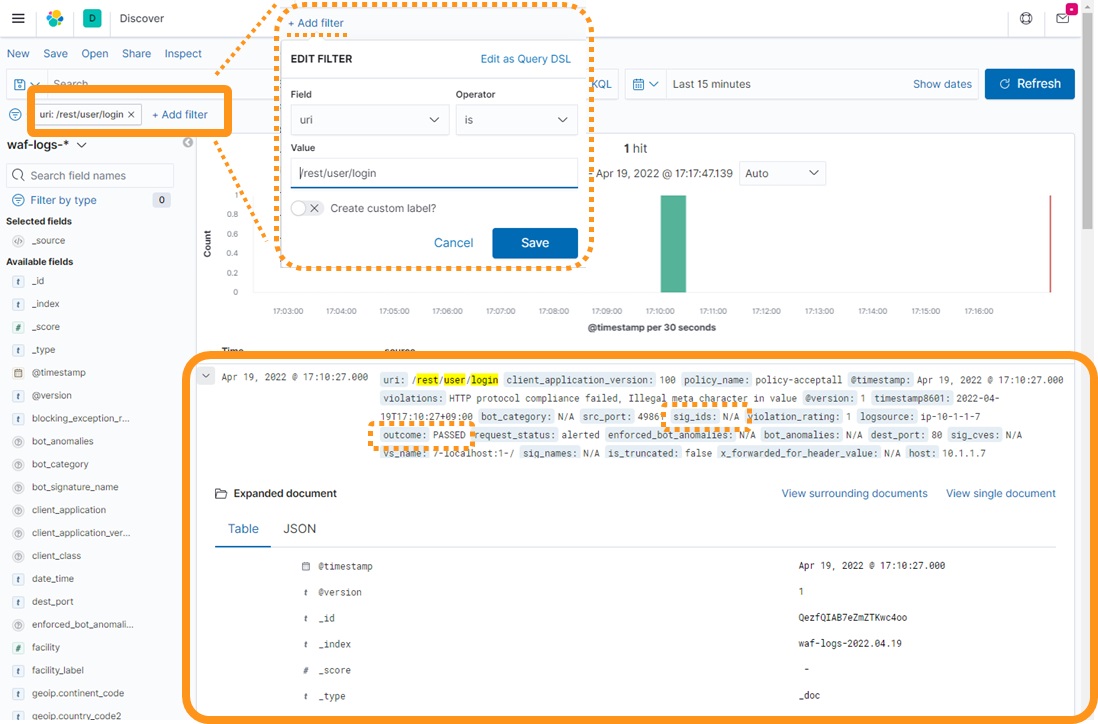 D Discover
+ Add filter
New Save Open Share Inspect
EDIT FILTER Edit as Query DSL
Search KQL Last 15 minutes Show dates Refresh
Field Operator
uri is
uri: /rest/user/login × + Add filter
Value
/rest/user/login
waf-logs-*
1 hit
Search field names
Apr 19, 2022 @ 17:17:47.139 Auto
Filter by type 0
Create custom label?
Cancel Save
Selected fields
_source
Available fields
_id
_index
_score
_type
@timestamp
@version
blocking_exception_r...
bot_anomalies
bot_category
bot_signature_name
client_application
client_application_ver...
client_class
date_time
dest_port
enforced_bot_anomali...
facility
facility_label
geoip.continent_code
geoip.country_code2
Count
1
0.8
0.6
0.4
0.2
0
17:03:00 17:04:00 17:05:00 17:06:00 17:07:00 17:08:00 17:09:00 17:10:00 17:11:00 17:12:00 17:13:00 17:14:00 17:15:00 17:16:00
@timestamp per 30 seconds
Time _source
Apr 19, 2022 @ 17:10:27.000
uri: /rest/user/login client_application_version: 100 policy_name: policy-acceptall @timestamp: Apr 19, 2022 @ 17:10:27.000
violations: HTTP protocol compliance failed, Illegal meta character in value @version: 1 timestamp8601: 2022-04-
19T17:10:27+09:00 bot_category: N/A src_port: 4986 sig_ids: N/A violation_rating: 1 logsource: ip-10-1-1-7
outcome: PASSED request_status: alerted enforced_bot_anomalies: N/A bot_anomalies: N/A dest_port: 80 sig_cves: N/A
vs_name: /-localhost:1-/ sig_names: N/A is_truncated: false x_forwarded_for_header_value: N/A host: 10.1.1.7
Expanded document View surrounding documents View single document
Table JSON
@timestamp Apr 19, 2022 @ 17:10:27.000
t @version 1
t _id QezfQIAB7eZmZTKwc4oo
t _index waf-logs-2022.04.19
# _score -
t _type _doc